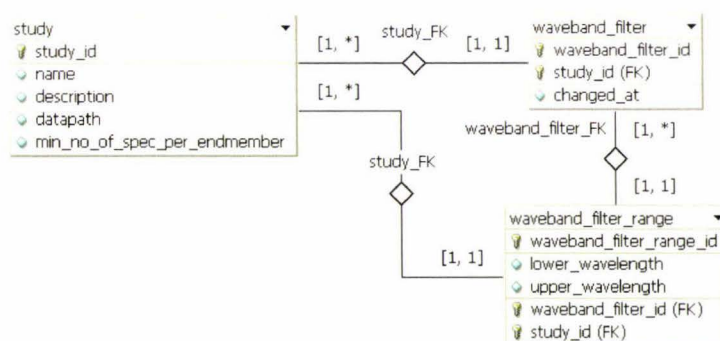 study
study_id
name
description
datapath
min_no_of_spec_per_endmember
[1, *]
study_FK
[1, 1]
waveband_filter
waveband_filter_id
study_id (FK)
changed_at
[1, *]
study_FK
[1, 1]
waveband_filter_FK
[1, *]
[1, 1]
waveband_filter_range
waveband_filter_range_id
lower_wavelength
upper_wavelength
waveband_filter_id (FK)
study_id (FK)